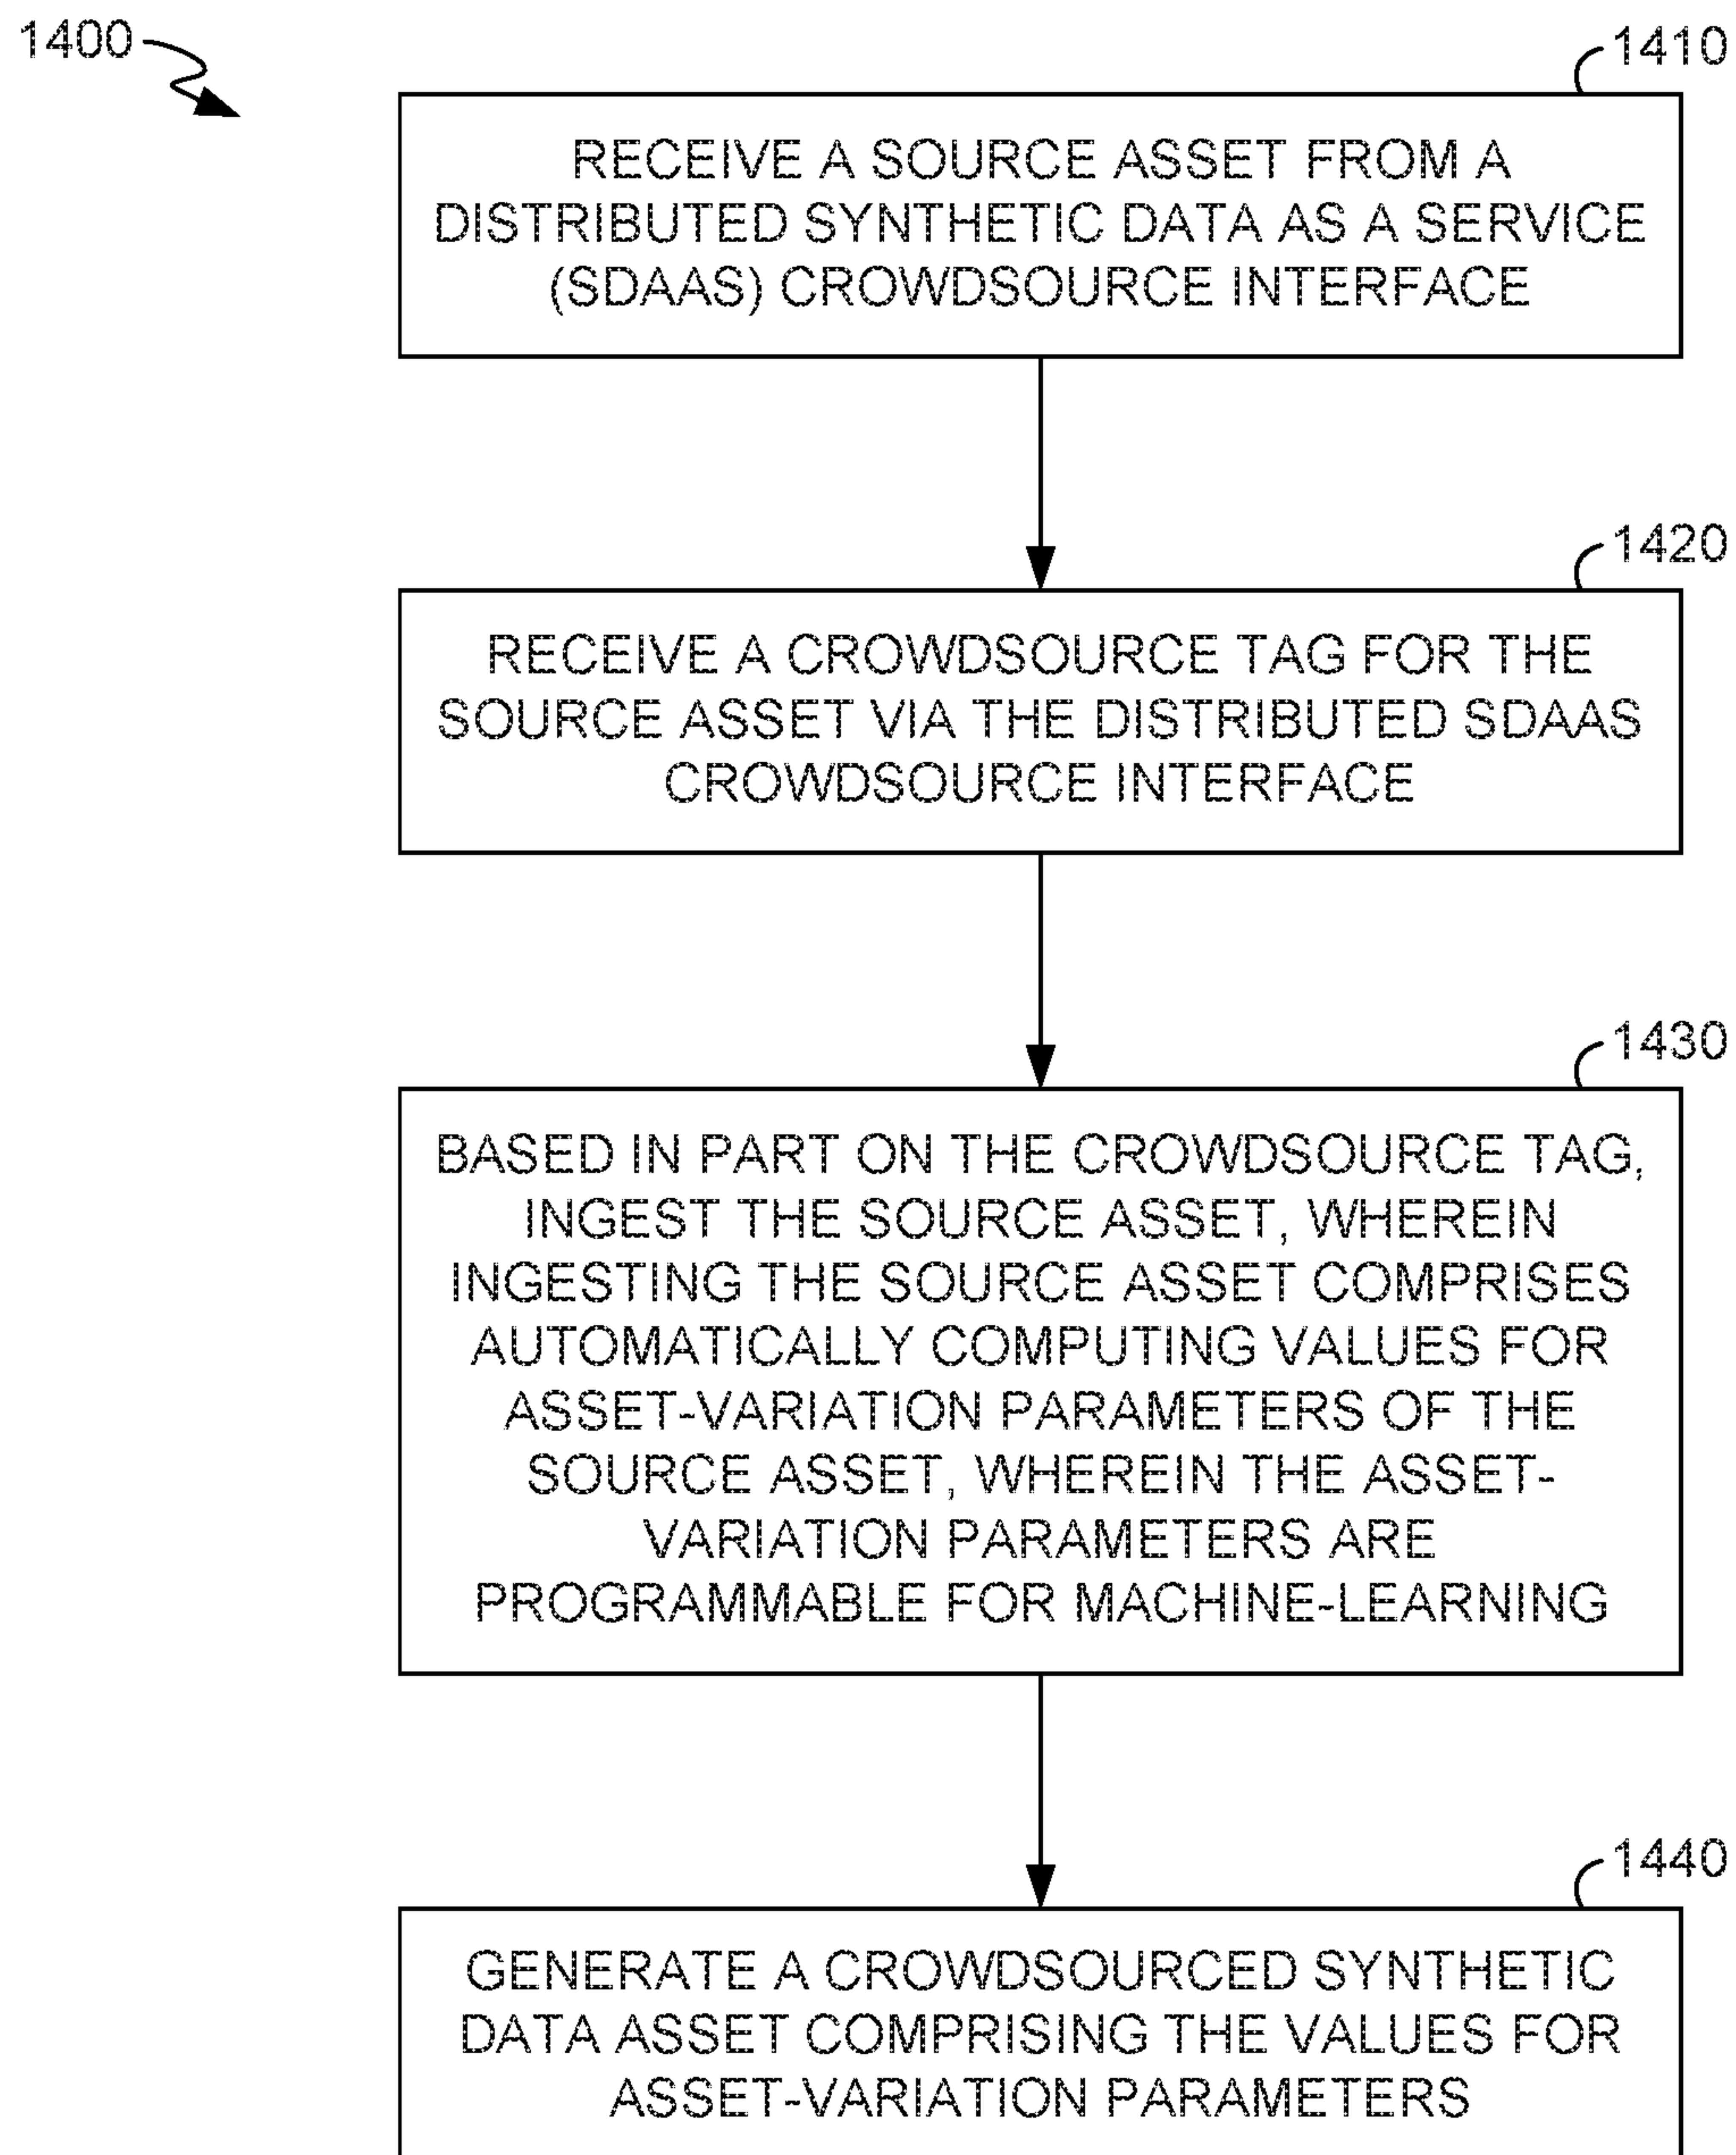 1400
1410
RECEIVE A SOURCE ASSET FROM A
DISTRIBUTED SYNTHETIC DATA AS A SERVICE
(SDAAS) CROWDSOURCE INTERFACE
1420
RECEIVE A CROWDSOURCE TAG FOR THE
SOURCE ASSET VIA THE DISTRIBUTED SDAAS
CROWDSOURCE INTERFACE
1430
BASED IN PART ON THE CROWDSOURCE TAG,
INGEST THE SOURCE ASSET, WHEREIN
INGESTING THE SOURCE ASSET COMPRISES
AUTOMATICALLY COMPUTING VALUES FOR
ASSET-VARIATION PARAMETERS OF THE
SOURCE ASSET, WHEREIN THE ASSET-
VARIATION PARAMETERS ARE
PROGRAMMABLE FOR MACHINE-LEARNING
1440
GENERATE A CROWDSOURCED SYNTHETIC
DATA ASSET COMPRISING THE VALUES FOR
ASSET-VARIATION PARAMETERS